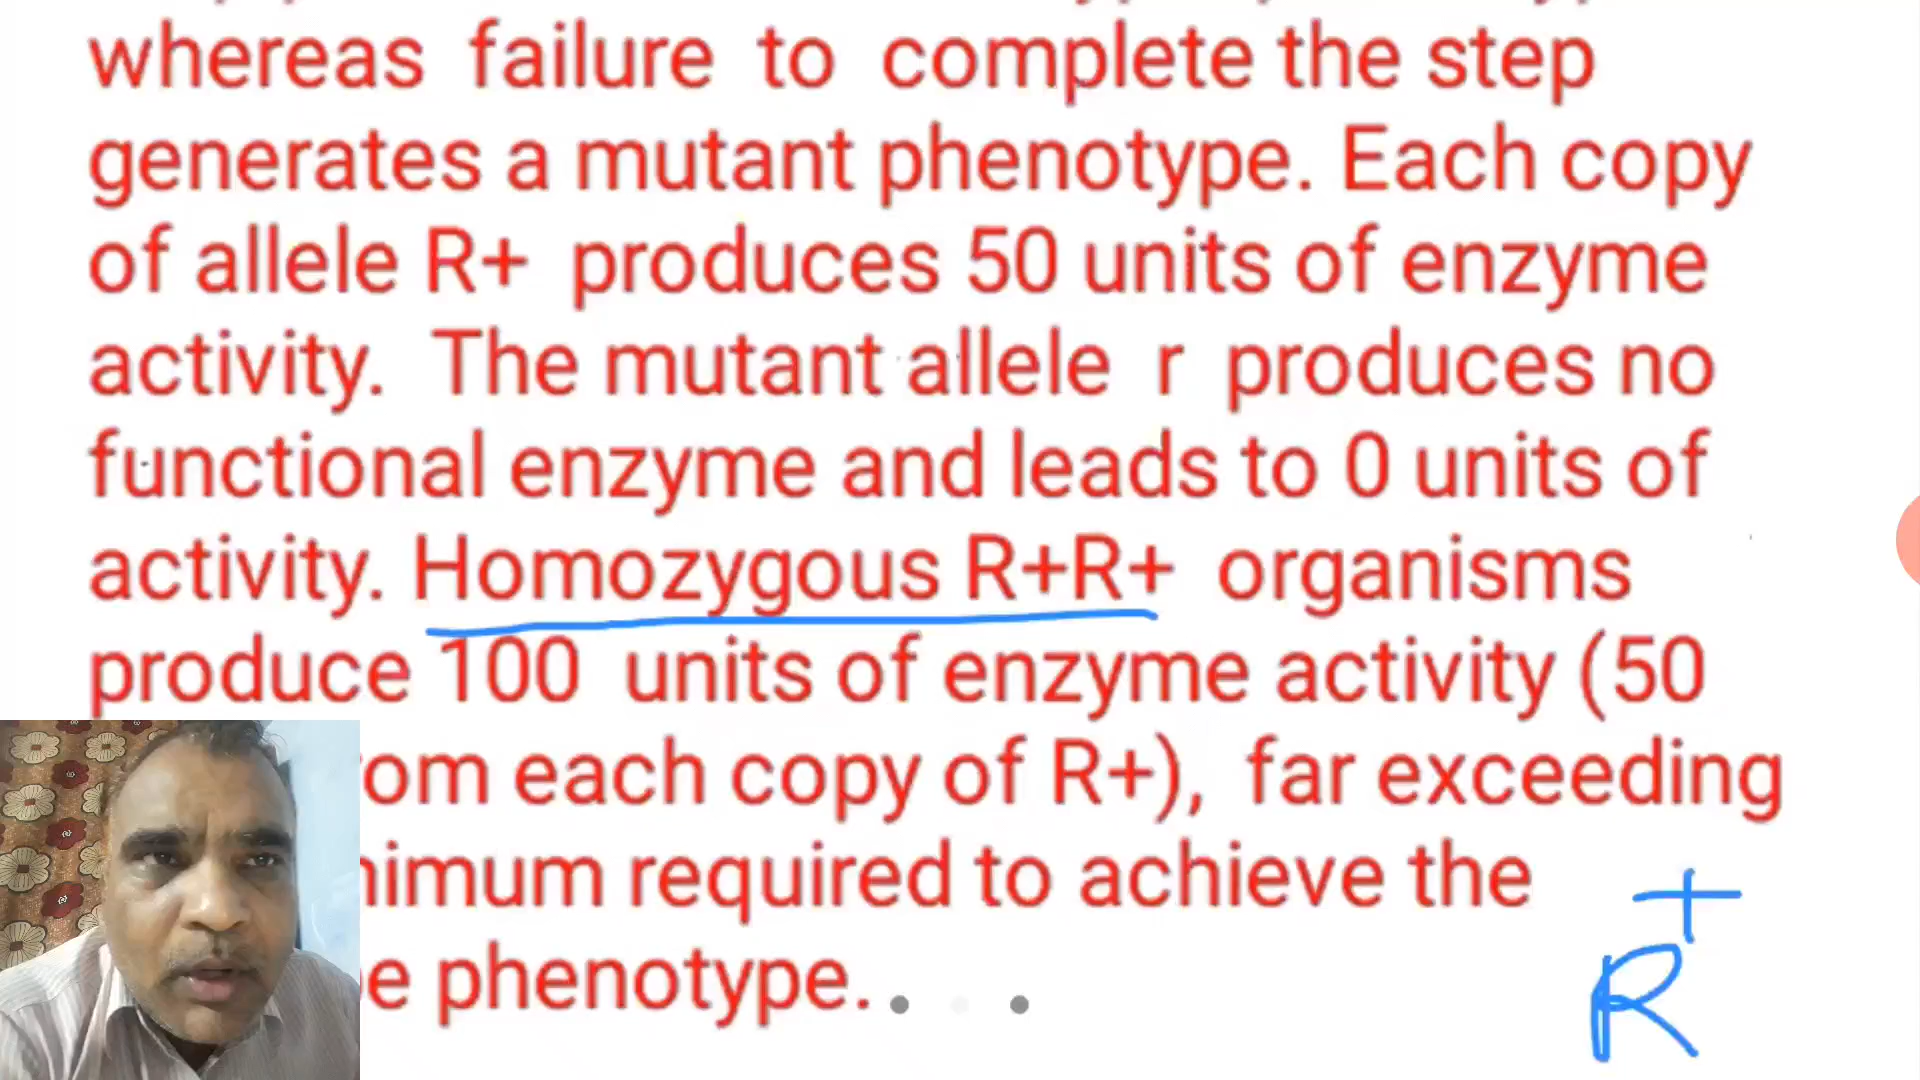 whereas failure to complete the step
generates a mutant phenotype. Each copy
of allele R+ produces 50 units of enzyme
activity. The mutant allele r produces no
functional enzyme and leads to 0 units of
activity. Homozygous R+R+ organisms
produce 100 units of enzyme activity (50
om each copy of R+), far exceeding
nimum required to achieve the
e phenotype.
R+